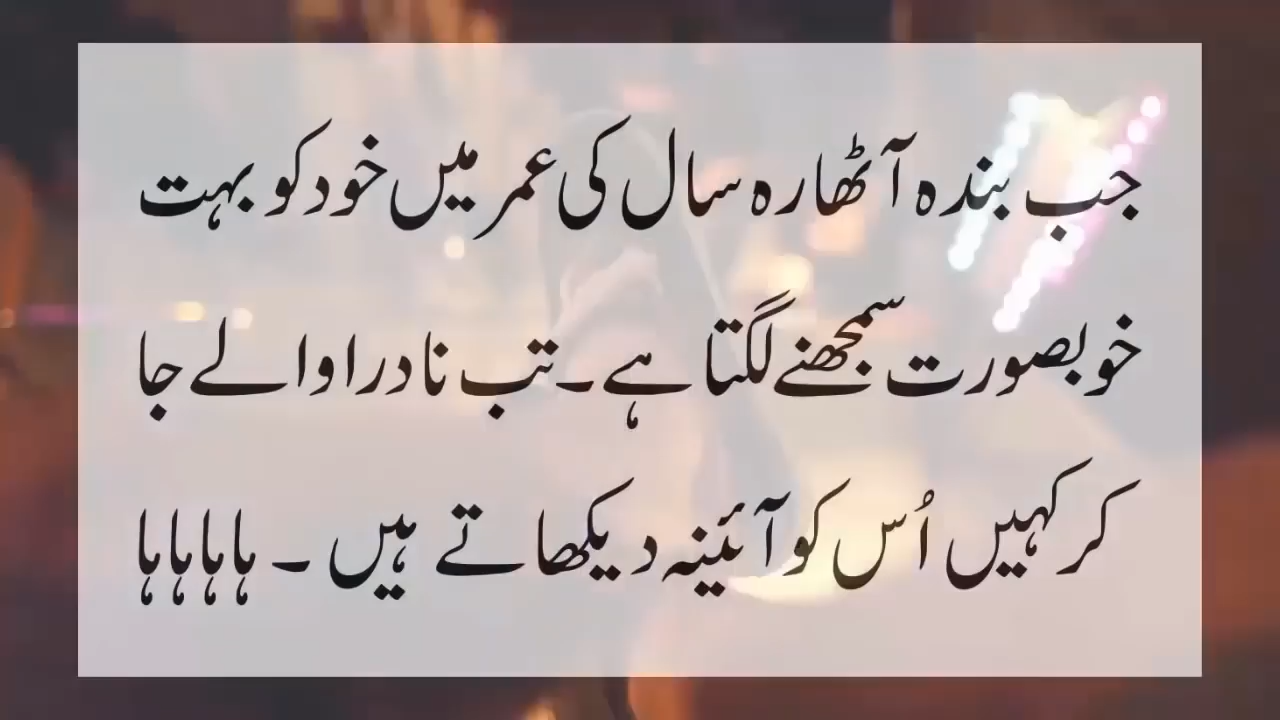 جب بندہ آٹھارہ سال کی عمر میں خود کو بہت
خوبصورت سمجھنے لگتا ہے۔ تب نادرا والے جا
کر کہیں اُس کو آئینہ دیکھاتے ہیں ۔ ہاہاہاہا